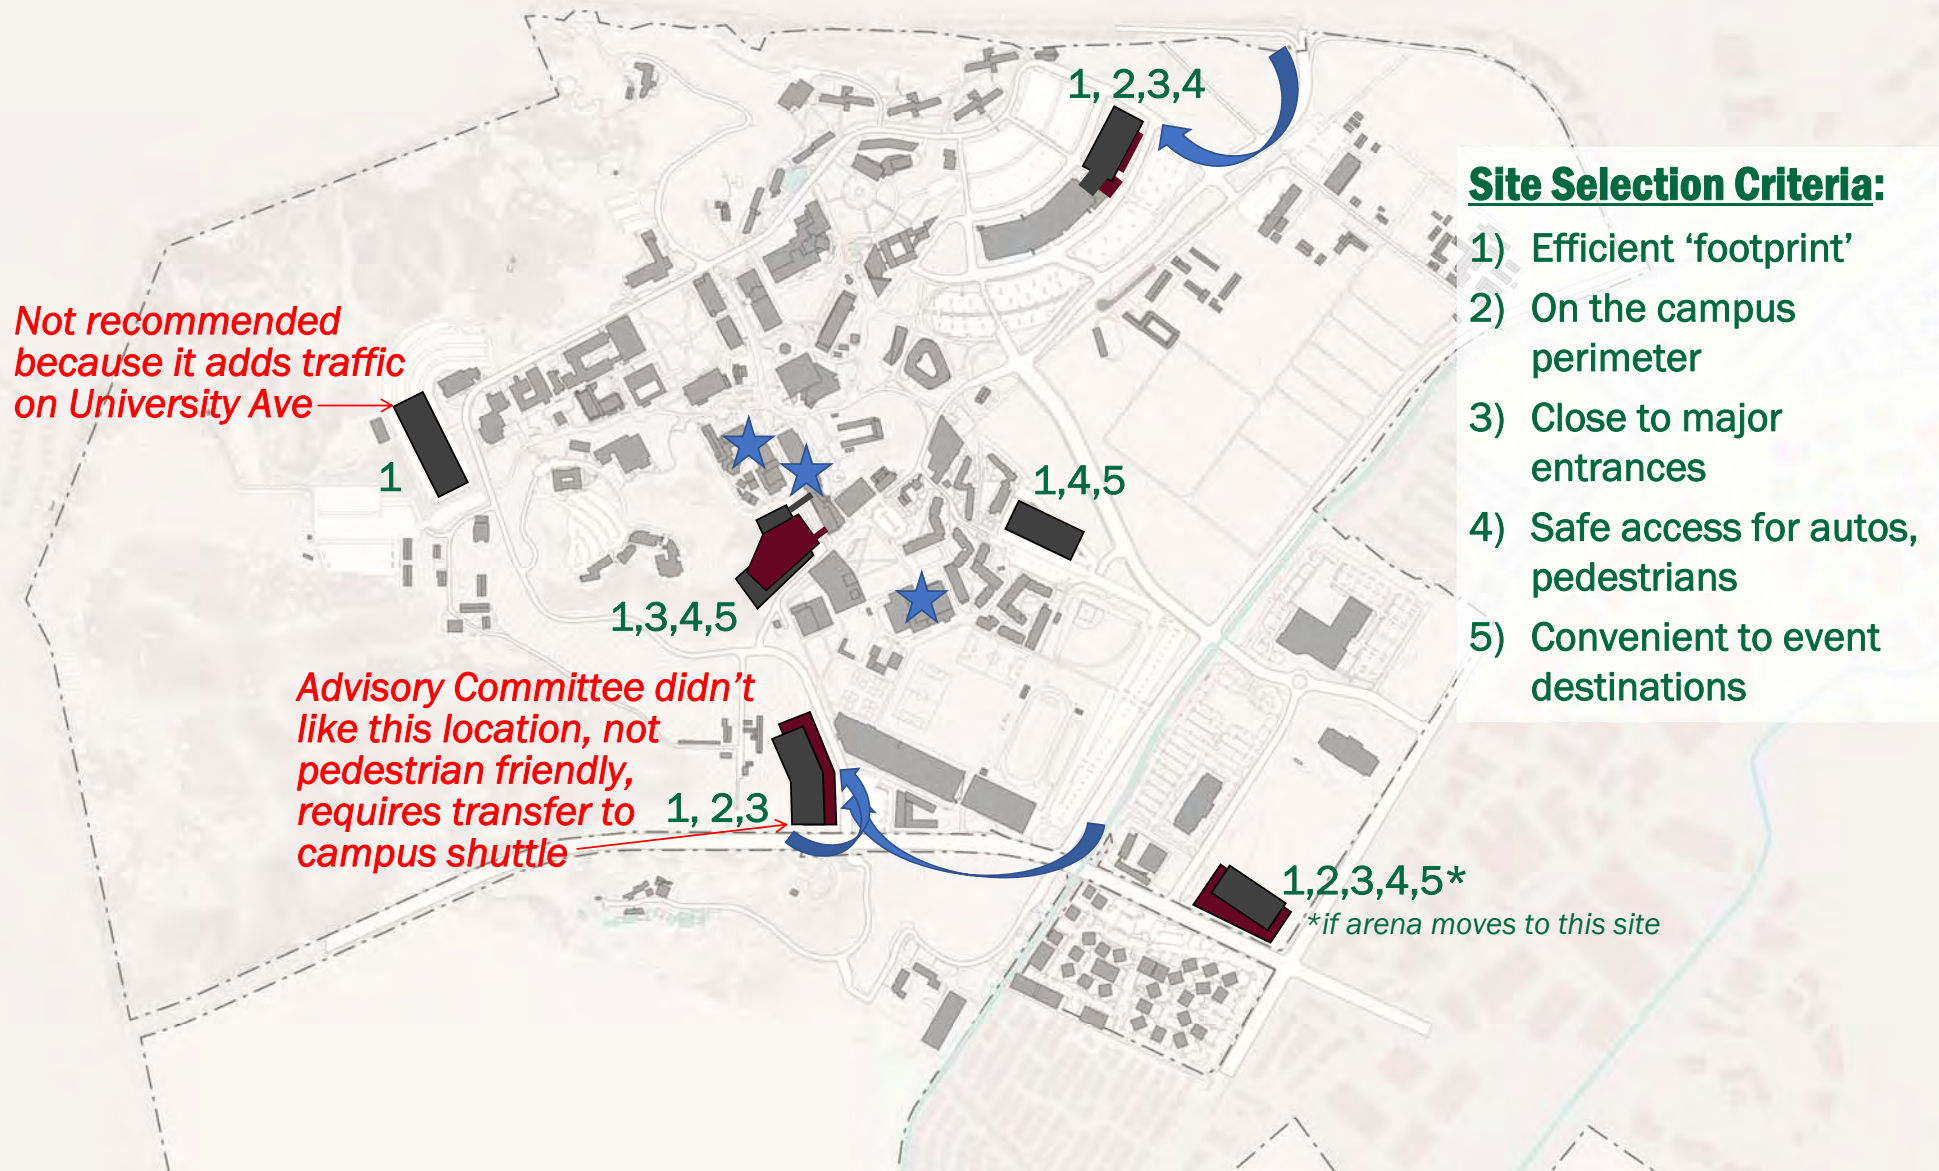 1, 2,3,4
Site Selection Criteria:
1) Efficient ‘footprint’
2) On the campus
perimeter
3) Close to major
entrances
4) Safe access for autos,
pedestrians
5) Convenient to event
destinations
Not recommended
because it adds traffic
on University Ave
1
1,4,5
1,3,4,5
Advisory Committee didn’t
like this location, not
pedestrian friendly,
requires transfer to
campus shuttle
1, 2,3
1,2,3,4,5*
*if arena moves to this site